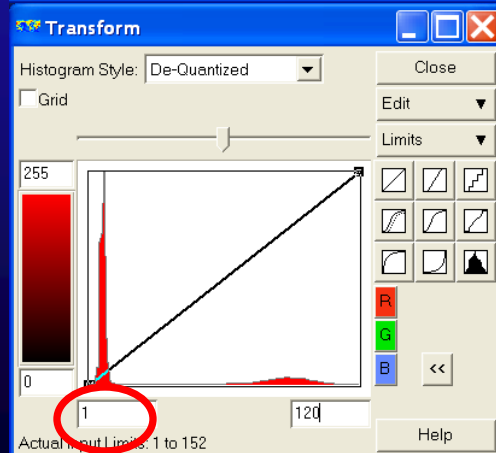 Transform
Histogram Style: De-Quantized
Close
Grid
Edit
Limits
255
R
G
B
<<
0
1
120
Actual Input Limits: 1 to 152
Help